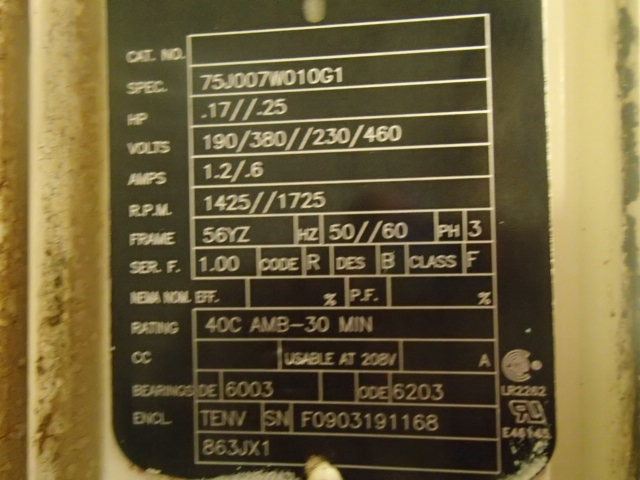 CAT. NO.
SPEC. 75J007W010G1
HP .17//.25
VOLTS 190/380//230/460
AMPS 1.2/.6
R.P.M. 1425//1725
FRAME 56YZ HZ 50//60 PH 3
SER. F. 1.00 CODE R DES B CLASS F
NEMA NOM. EFF. % P.F. %
RATING 40C AMB-30 MIN
CC USABLE AT 208V A
BEARINGS DE 6003 ODE 6203
LR2262
ENCL. TENV SN F0903191168
863JX1